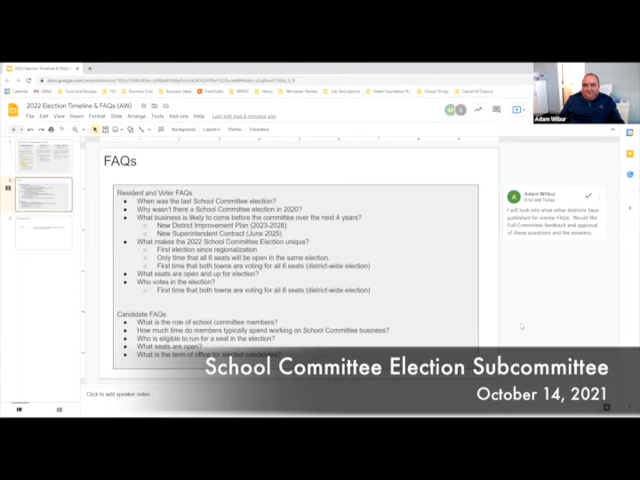 2022 Election Timeline & FAQs
2022 Election Timeline & FAQs (AW)
File Edit View Insert Format Slide Arrange Tools Add-ons Help
Background Layout Theme Transition
Adam Wilbur
FAQs
Resident and Voter FAQs
● When was the last School Committee election?
● Why wasn't there a School Committee election in 2020?
● What business is likely to come before the committee over the next 4 years?
○ New District Improvement Plan (2023-2028)
○ New Superintendent Contract (June 2025)
● What makes the 2022 School Committee Election unique?
○ First election since regionalization
○ Only time that all 6 seats will be open in the same election.
○ First time that both towns are voting for all 6 seats (district-wide election)
● What seats are open and up for election?
● Who votes in the election?
○ First time that both towns are voting for all 6 seats (district-wide election)
Candidate FAQs
● What is the role of school committee members?
● How much time do members typically spend working on School Committee business?
● Who is eligible to run for a seat in the election?
● What seats are open?
● What is the term of office for elected candidates?
A
Adam Wilbur
Today
I will look into what other districts have
published for similar FAQs. Would like
Full Committee feedback and approval
of these questions and the answers.
Click to add speaker notes
School Committee Election Subcommittee
October 14, 2021